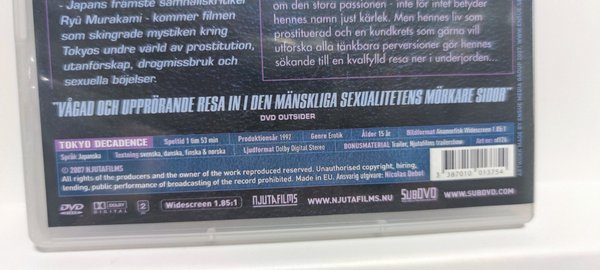 - Japans främste samhällskritiker
Ryû Murakami - kommer filmen
som skingrade mystiken kring
Tokyos undre värld av prostitution,
utanförskap, drogmissbruk och
sexuella böjelser.
om den stora passionen - inte för intet betyder
hennes namn just kärlek. Men hennes liv som
prostituerad och en kundkrets som gärna vill
utforska alla tänkbara perversioner gör hennes
sökande till en kvalfylld resa ner i underjorden...
"VÅGAD OCH UPPRÖRANDE RESA IN I DEN MÄNSKLIGA SEXUALITETENS MÖRKARE SIDOR"
DVD OUTSIDER
TOKYO DECADENCE Speltid 1 tim 53 min Produktionsår 1992 Genre Erotik Ålder 15 år Bildformat Anamorfisk Widescreen 1.85:1
Språk Japanska Textning svenska, danska, finska & norska Ljudformat Dolby Digital Stereo BONUSMATERIAL Trailer, Njutafilms trailershow
© 2007 NJUTAFILMS
All rights of the producers and the owner of the work reproduced reserved. Unauthorised copyright, hiring,
lending, public performance of broadcasting of the record prohibited. Made in EU. Ansvarig utgivare: Nicolas Debot
3 387010 013754
DVD DOLBY DIGITAL 2 Widescreen 1.85:1 NJUTAFILMS WWW.NJUTAFILMS.NU SUBDVD WWW.SUBDVD.COM